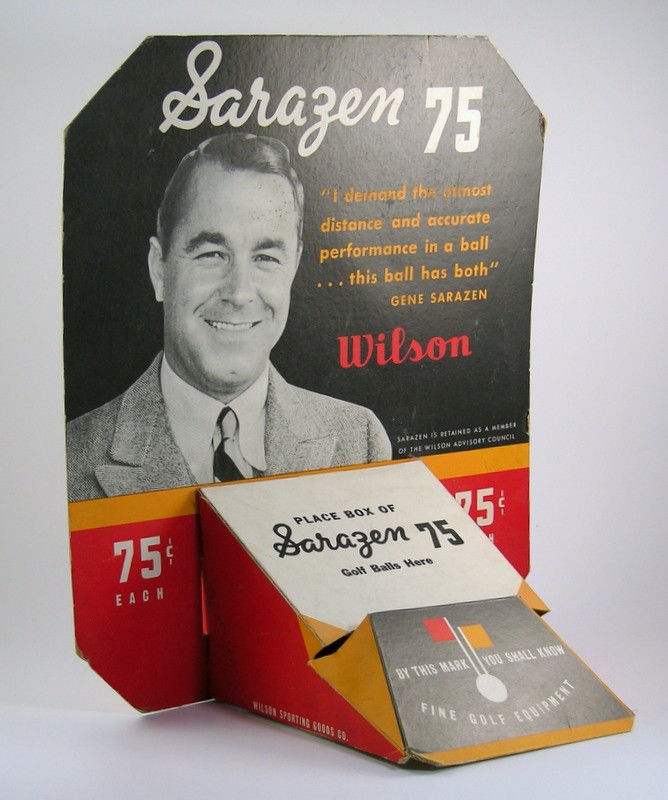 Sarazen 75
"I demand the utmost
distance and accurate
performance in a ball
... this ball has both"
GENE SARAZEN
Wilson
SARAZEN IS RETAINED AS A MEMBER
OF THE WILSON ADVISORY COUNCIL
75¢
EACH
75¢
H
PLACE BOX OF
Sarazen 75
Golf Balls Here
BY THIS MARK YOU SHALL KNOW
FINE GOLF EQUIPMENT
WILSON SPORTING GOODS CO.